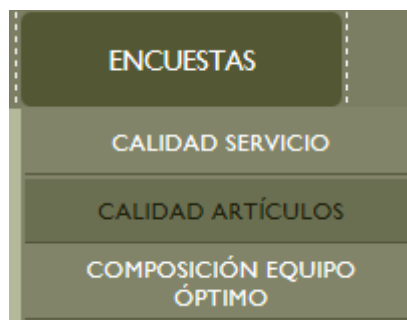 ENCUESTAS
CALIDAD SERVICIO
CALIDAD ARTÍCULOS
COMPOSICIÓN EQUIPO
ÓPTIMO